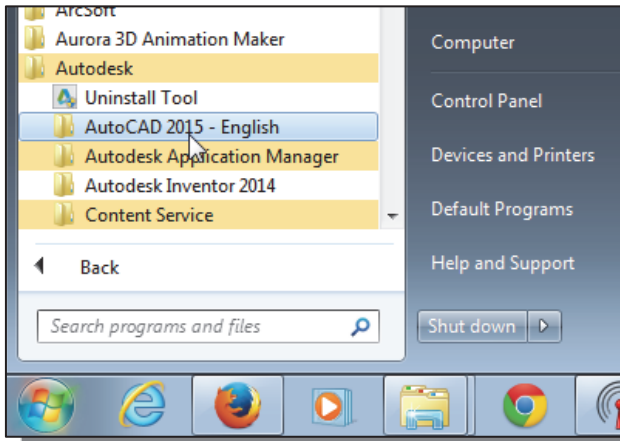 ArcSoft
Aurora 3D Animation Maker
Autodesk
Uninstall Tool
AutoCAD 2015 - English
Autodesk Application Manager
Autodesk Inventor 2014
Content Service
Back
Search programs and files
Computer
Control Panel
Devices and Printers
Default Programs
Help and Support
Shut down